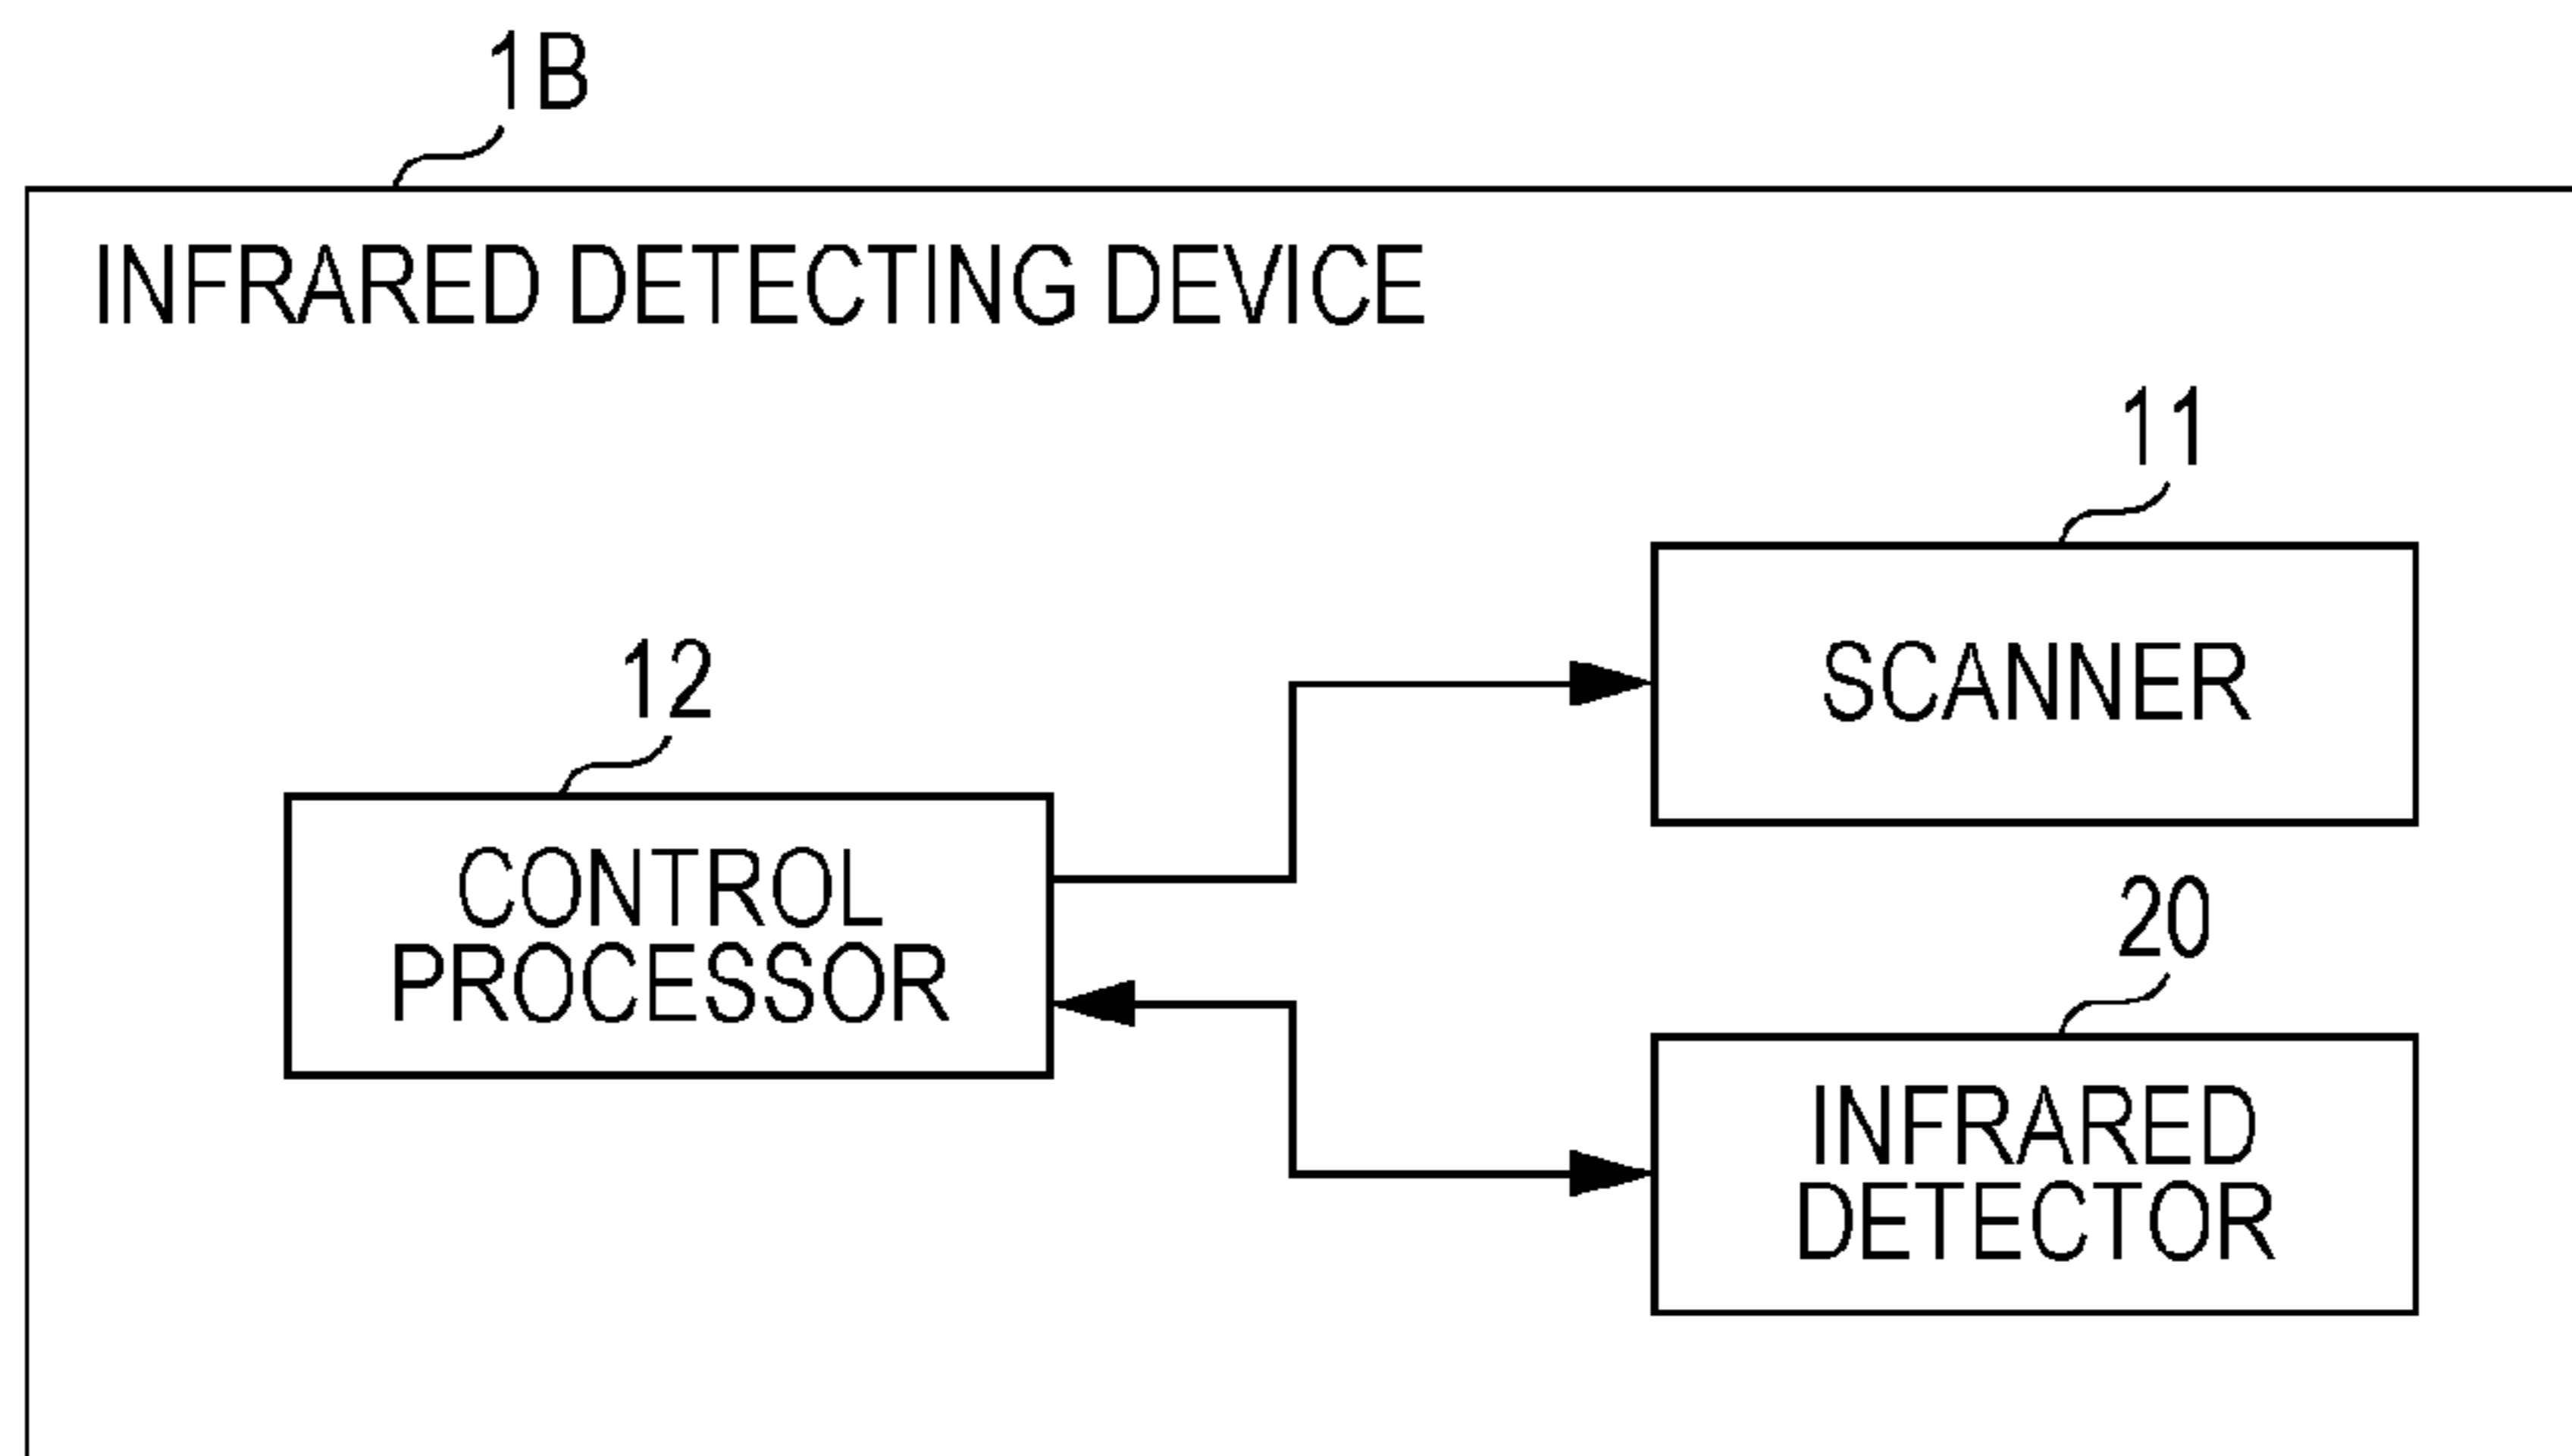 1B
INFRARED DETECTING DEVICE
11
SCANNER
12
CONTROL
PROCESSOR
20
INFRARED
DETECTOR